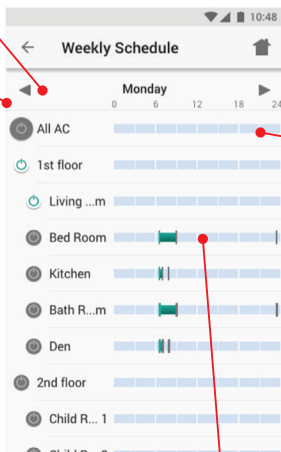 10:48
Weekly Schedule
Monday
0 6 12 18 24
All AC
1st floor
Living ...m
Bed Room
Kitchen
Bath R...m
Den
2nd floor
Child R... 1